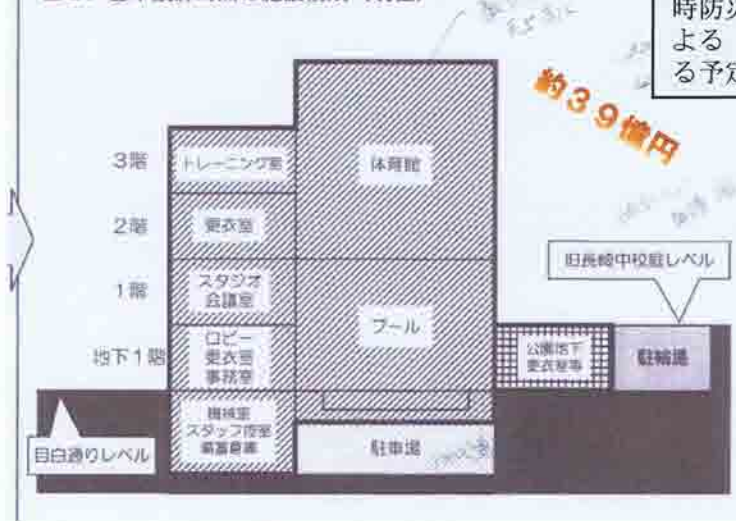 時防災
よる
る予定
約39億円
3階
トレーニング室
体育館
2階
更衣室
旧長崎中校庭レベル
1階
スタジオ
会議室
プール
地下1階
ロビー
更衣室
事務室
公園地下
更衣室等
駐輪場
機械室
スタッフ控室
備蓄倉庫
目白通りレベル
駐車場